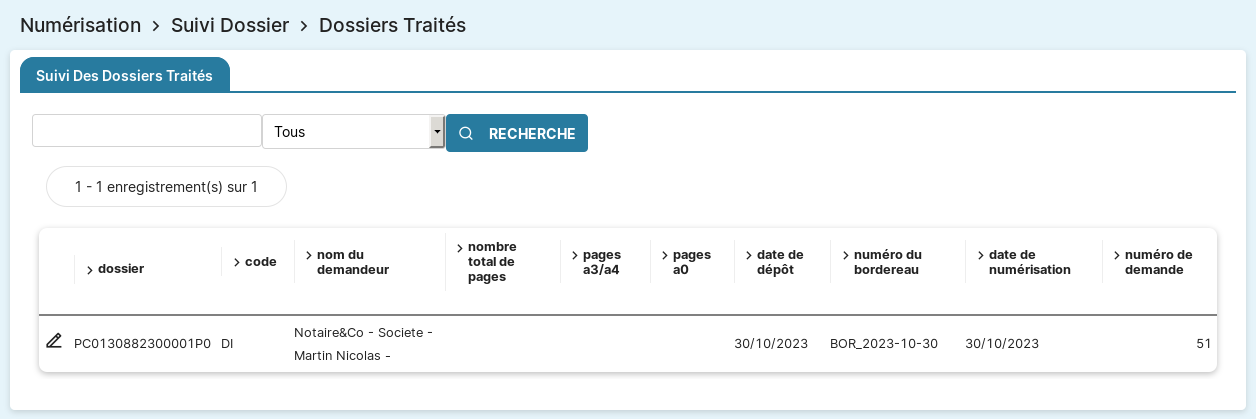 Numérisation > Suivi Dossier > Dossiers Traités
Suivi Des Dossiers Traités
Tous RECHERCHE
1 - 1 enregistrement(s) sur 1
dossier
code
nom du
demandeur
nombre
total de
pages
pages
a3/a4
pages
a0
date de
dépôt
numéro du
bordereau
date de
numérisation
numéro de
demande
PC0130882300001P0
DI
Notaire&Co - Societe -
Martin Nicolas -
30/10/2023
BOR_2023-10-30
30/10/2023
51